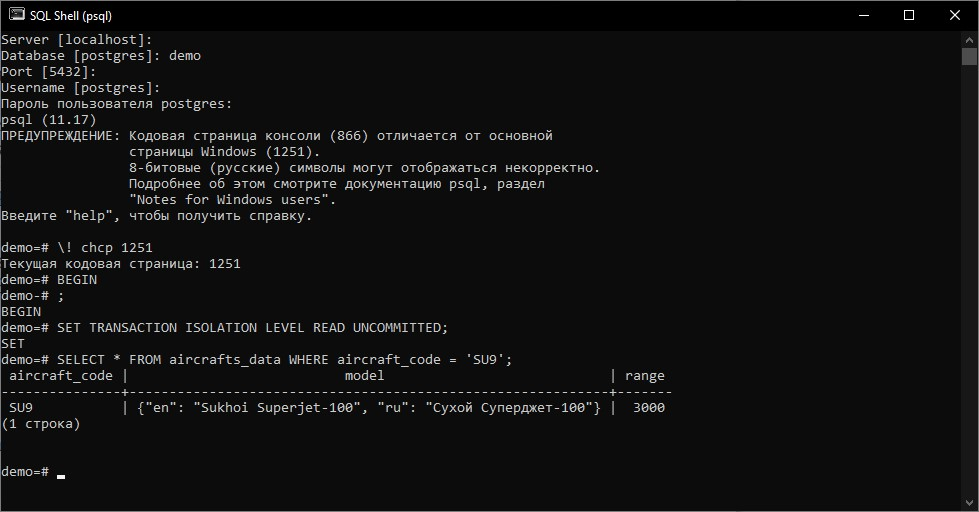 SQL Shell (psql)
Server [localhost]:
Database [postgres]: demo
Port [5432]:
Username [postgres]:
Пароль пользователя postgres:
psql (11.17)
ПРЕДУПРЕЖДЕНИЕ: Кодовая страница консоли (866) отличается от основной
                страницы Windows (1251).
                8-битовые (русские) символы могут отображаться некорректно.
                Подробнее об этом смотрите документацию psql, раздел
                "Notes for Windows users".
Введите "help", чтобы получить справку.

demo=# \! chcp 1251
Текущая кодовая страница: 1251
demo=# BEGIN
demo-# ;
BEGIN
demo=# SET TRANSACTION ISOLATION LEVEL READ UNCOMMITTED;
SET
demo=# SELECT * FROM aircrafts_data WHERE aircraft_code = 'SU9';
 aircraft_code |                           model                            | range
---------------+------------------------------------------------------------+-------
 SU9           | {"en": "Sukhoi Superjet-100", "ru": "Сухой Суперджет-100"} |  3000
(1 строка)


demo=#